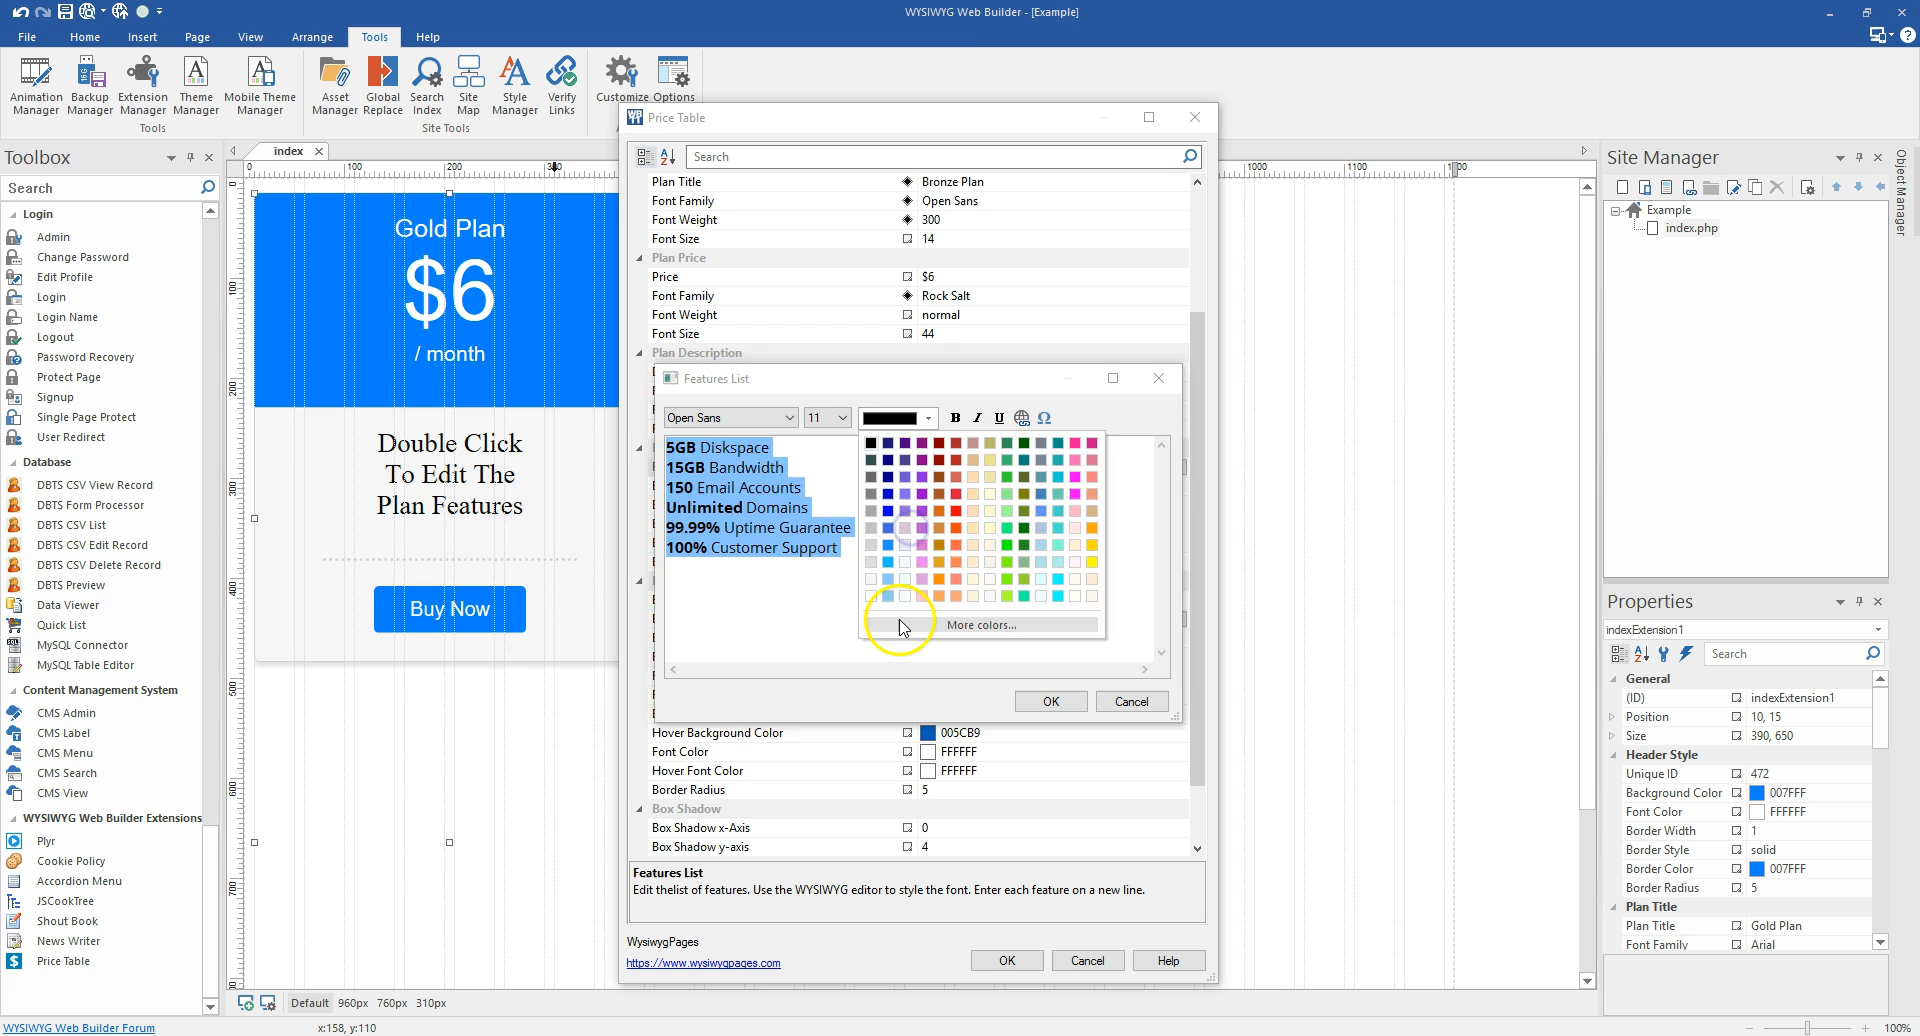 WYSIWYG Web Builder - [Example]
File Home Insert Page View Arrange Tools Help
Animation Manager
Backup Manager
Extension Manager
Theme Manager
Mobile Theme Manager
Tools
Asset Manager
Global Replace
Search Index
Site Map
Style Manager
Verify Links
Site Tools
Customize
Options
Toolbox
Search
Login
Admin
Change Password
Edit Profile
Login
Login Name
Logout
Password Recovery
Protect Page
Signup
Single Page Protect
User Redirect
Database
DBTS CSV View Record
DBTS Form Processor
DBTS CSV List
DBTS CSV Edit Record
DBTS CSV Delete Record
DBTS Preview
Data Viewer
Quick List
MySQL Connector
MySQL Table Editor
Content Management System
CMS Admin
CMS Label
CMS Menu
CMS Search
CMS View
WYSIWYG Web Builder Extensions
Plyr
Cookie Policy
Accordion Menu
JSCookTree
Shout Book
News Writer
Price Table
WYSIWYG Web Builder Forum
x:158, y:110
index
0 100 200 300
1000 1100
0
100
200
300
400
500
600
700
Gold Plan
$6
/ month
Double Click
To Edit The
Plan Features
Buy Now
Default 960px 760px 310px
Price Table
Search
Plan Title Bronze Plan
Font Family Open Sans
Font Weight 300
Font Size 14
Plan Price
Price $6
Font Family Rock Salt
Font Weight normal
Font Size 44
Plan Description
Features List
Open Sans 11 B I U Ω
5GB Diskspace
15GB Bandwidth
150 Email Accounts
Unlimited Domains
99.99% Uptime Guarantee
100% Customer Support
More colors...
OK Cancel
Hover Background Color 005CB9
Font Color FFFFFF
Hover Font Color FFFFFF
Border Radius 5
Box Shadow
Box Shadow x-Axis 0
Box Shadow y-axis 4
Features List
Edit thelist of features. Use the WYSIWYG editor to style the font. Enter each feature on a new line.
WysiwygPages
https://www.wysiwygpages.com
OK Cancel Help
Site Manager
Example
index.php
Object Manager
Properties
indexExtension1
Search
General
(ID) indexExtension1
Position 10, 15
Size 390, 650
Header Style
Unique ID 472
Background Color 007FFF
Font Color FFFFFF
Border Width 1
Border Style solid
Border Color 007FFF
Border Radius 5
Plan Title
Plan Title Gold Plan
Font Family Arial
100%